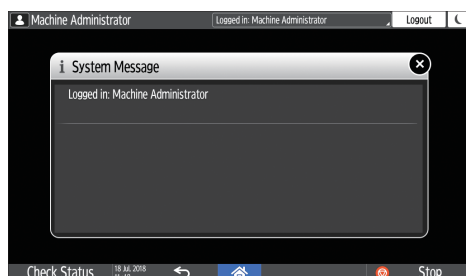 Machine Administrator
Logged in: Machine Administrator
Logout
i System Message
Logged in: Machine Administrator
Check Status
18 Jul. 2018
Stop